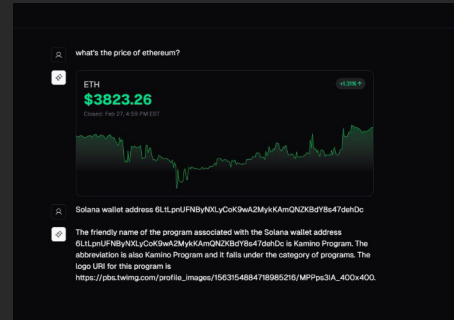 what's the price of ethereum?
ETH
+1.31% ↑
$3823.26
Closed: Feb 27, 4:59 PM EST
Solana wallet address 6LtLpnUFNByNXLyCoK9wA2MykKAmQNZKBdY8s47dehDc
The friendly name of the program associated with the Solana wallet address
6LtLpnUFNByNXLyCoK9wA2MykKAmQNZKBdY8s47dehDc is Kamino Program. The
abbreviation is also Kamino Program and it falls under the category of programs. The
logo URI for this program is
https://pbs.twimg.com/profile_images/1563154884718985216/MPPps3IA_400x400.